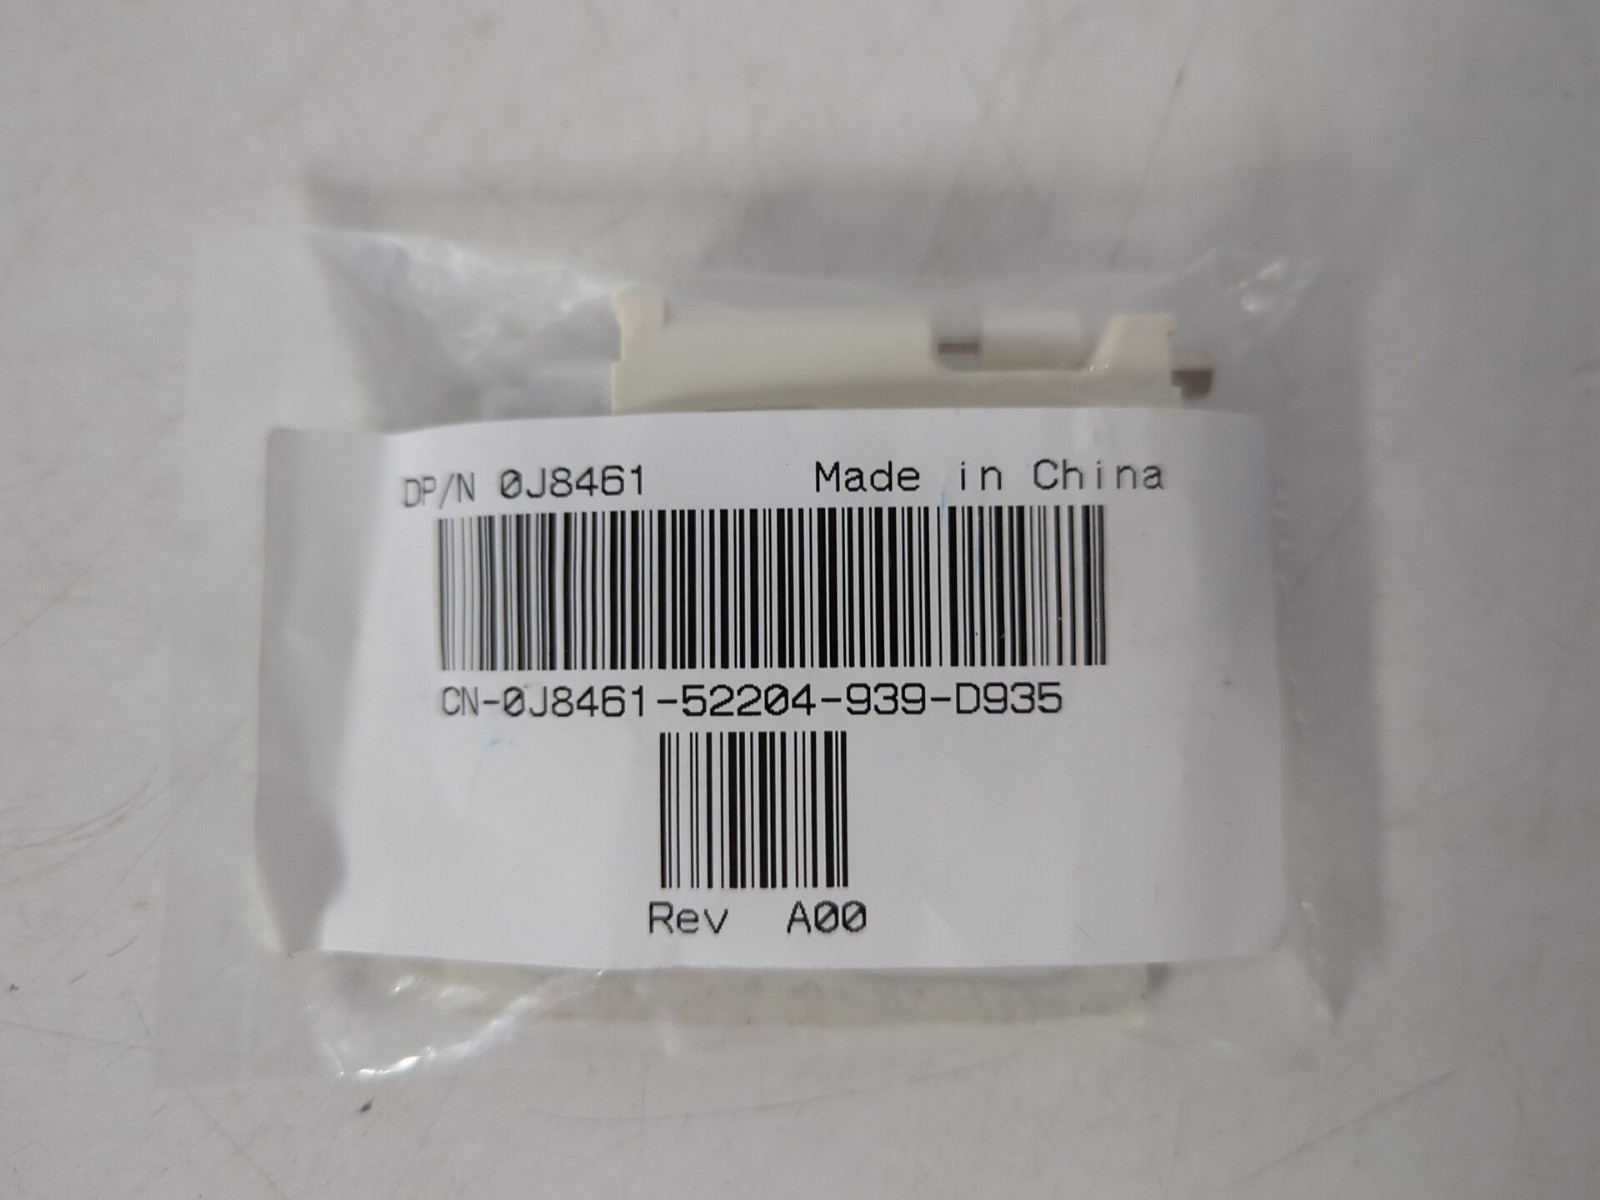 DP/N 0J8461 Made in China
CN-0J8461-52204-939-D935
Rev A00